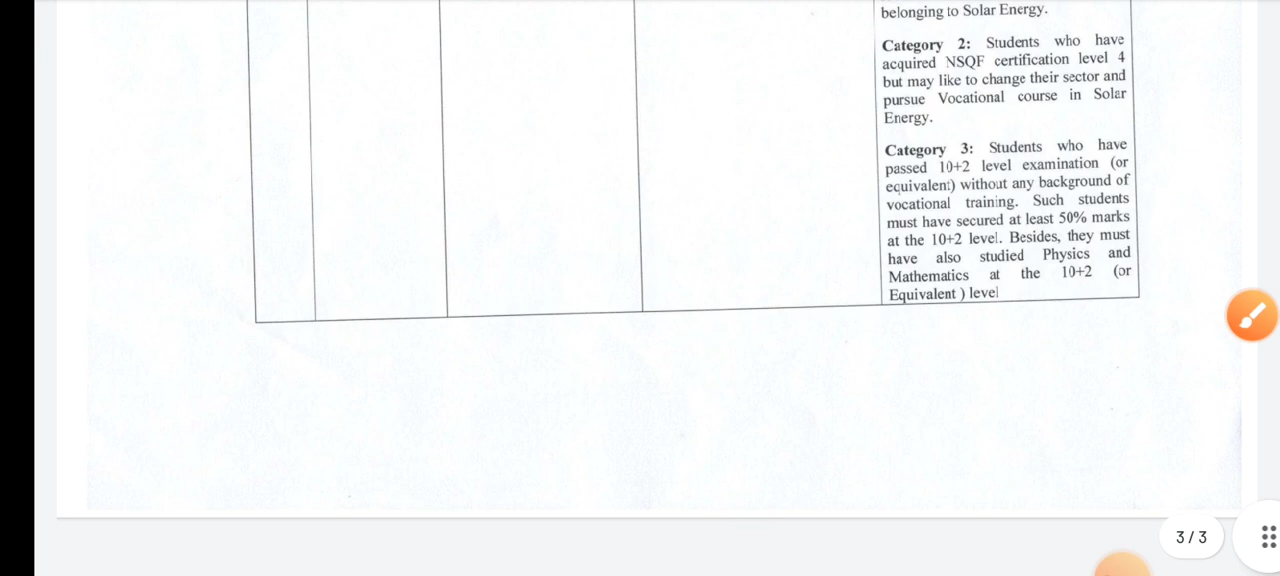 belonging to Solar Energy.
Category 2: Students who have
acquired NSQF certification level 4
but may like to change their sector and
pursue Vocational course in Solar
Energy.
Category 3: Students who have
passed 10+2 level examination (or
equivalent) without any background of
vocational training. Such students
must have secured at least 50% marks
at the 10+2 level. Besides, they must
have also studied Physics and
Mathematics at the 10+2 (or
Equivalent ) level
3 / 3